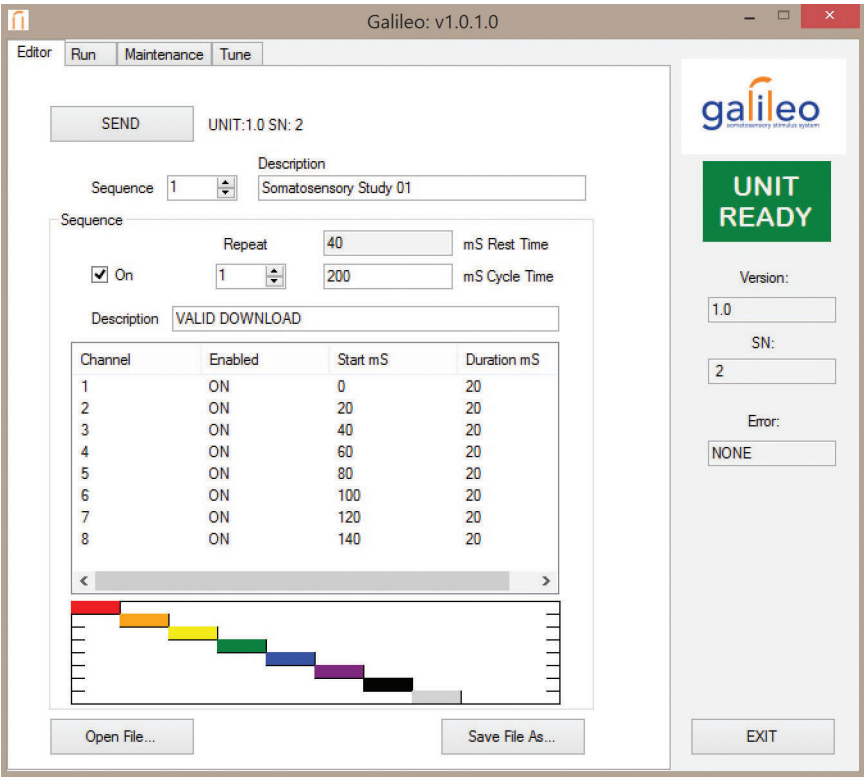 Galileo: v1.0.1.0
Editor Run Maintenance Tune
SEND UNIT:1.0 SN: 2
Description
Sequence 1 Somatosensory Study 01
Sequence
Repeat 40 mS Rest Time
On 1 200 mS Cycle Time
Description VALID DOWNLOAD
Channel Enabled Start mS Duration mS
1 ON 0 20
2 ON 20 20
3 ON 40 20
4 ON 60 20
5 ON 80 20
6 ON 100 20
7 ON 120 20
8 ON 140 20
Open File... Save File As...
galileo
somatosensory stimulus system
UNIT
READY
Version:
1.0
SN:
2
Error:
NONE
EXIT